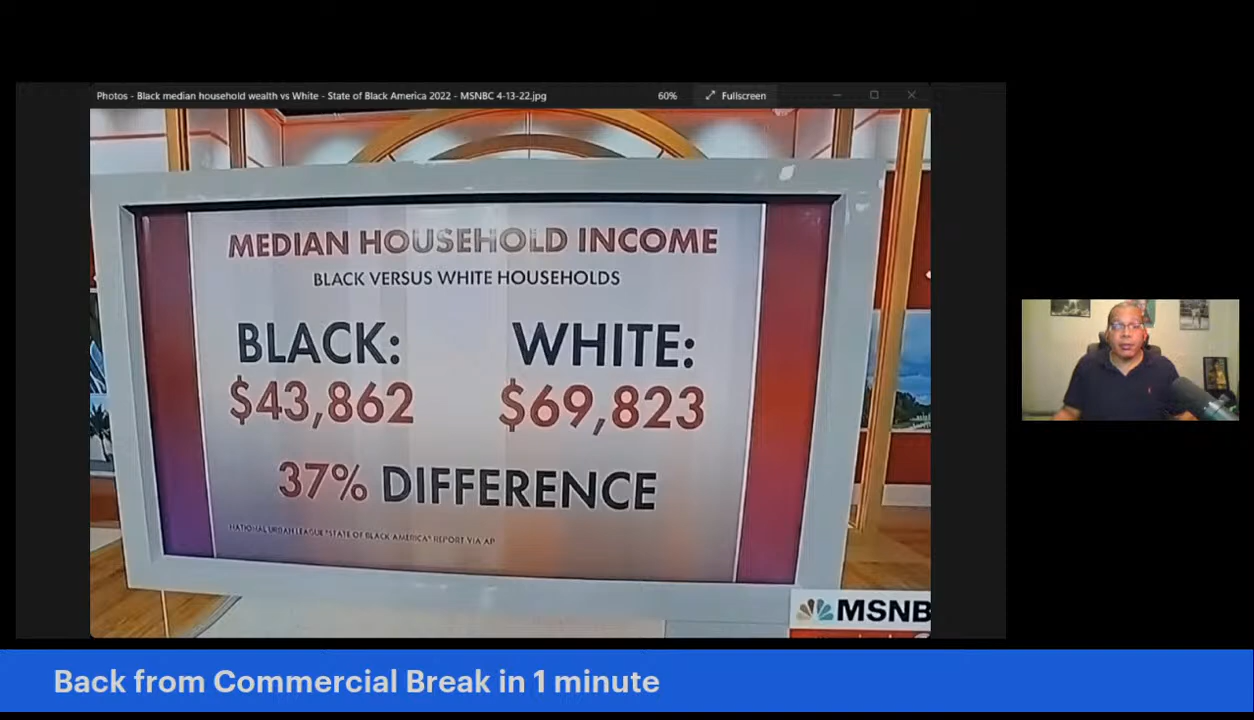 Photos - Black median household wealth vs White - State of Black America 2022 - MSNBC 4-13-22.jpg 60% Fullscreen
MEDIAN HOUSEHOLD INCOME
BLACK VERSUS WHITE HOUSEHOLDS
BLACK: WHITE:
$43,862 $69,823
37% DIFFERENCE
NATIONAL URBAN LEAGUE "STATE OF BLACK AMERICA" REPORT VIA AP
MSNB
Back from Commercial Break in 1 minute